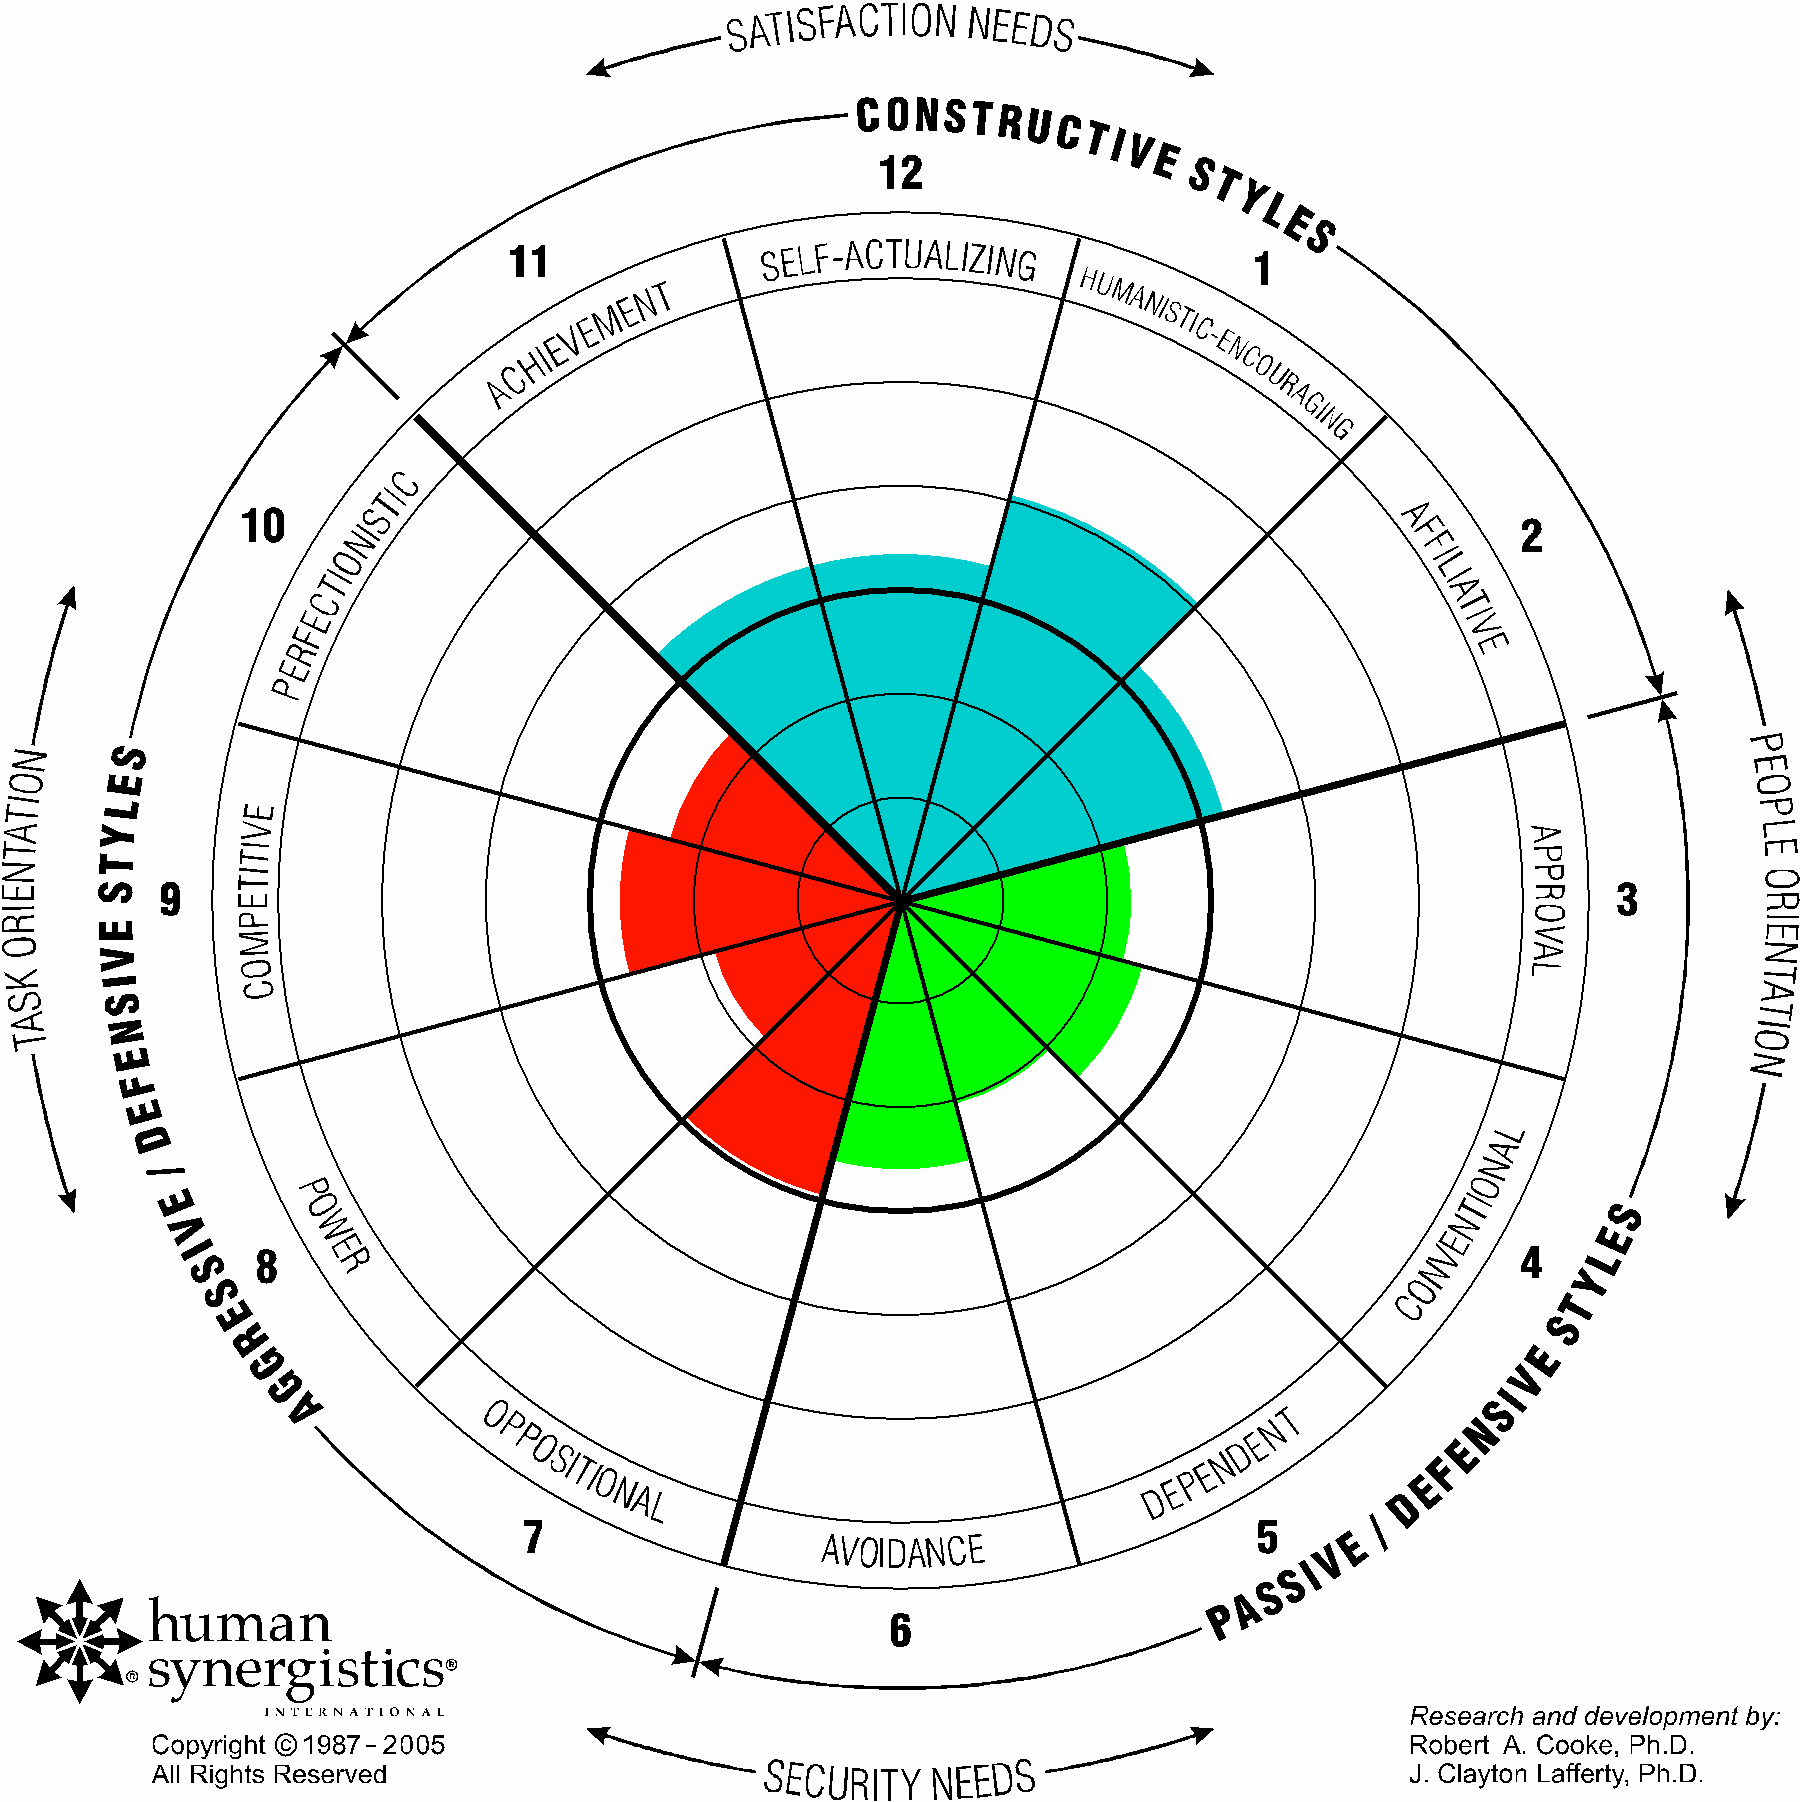 SATISFACTION NEEDS
CONSTRUCTIVE STYLES
12
SELF-ACTUALIZING
11
ACHIEVEMENT
1
HUMANISTIC-ENCOURAGING
10
PERFECTIONISTIC
2
AFFILIATIVE
TASK ORIENTATION
AGGRESSIVE / DEFENSIVE STYLES
9
COMPETITIVE
APPROVAL
3
PEOPLE ORIENTATION
8
POWER
CONVENTIONAL
4
PASSIVE / DEFENSIVE STYLES
7
OPPOSITIONAL
AVOIDANCE
6
DEPENDENT
5
human
® synergistics®
INTERNATIONAL
Copyright © 1987 – 2005
All Rights Reserved
SECURITY NEEDS
Research and development by:
Robert A. Cooke, Ph.D.
J. Clayton Lafferty, Ph.D.